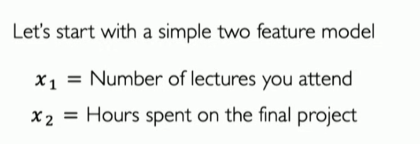 Let's start with a simple two feature model
x₁ = Number of lectures you attend
x₂ = Hours spent on the final project